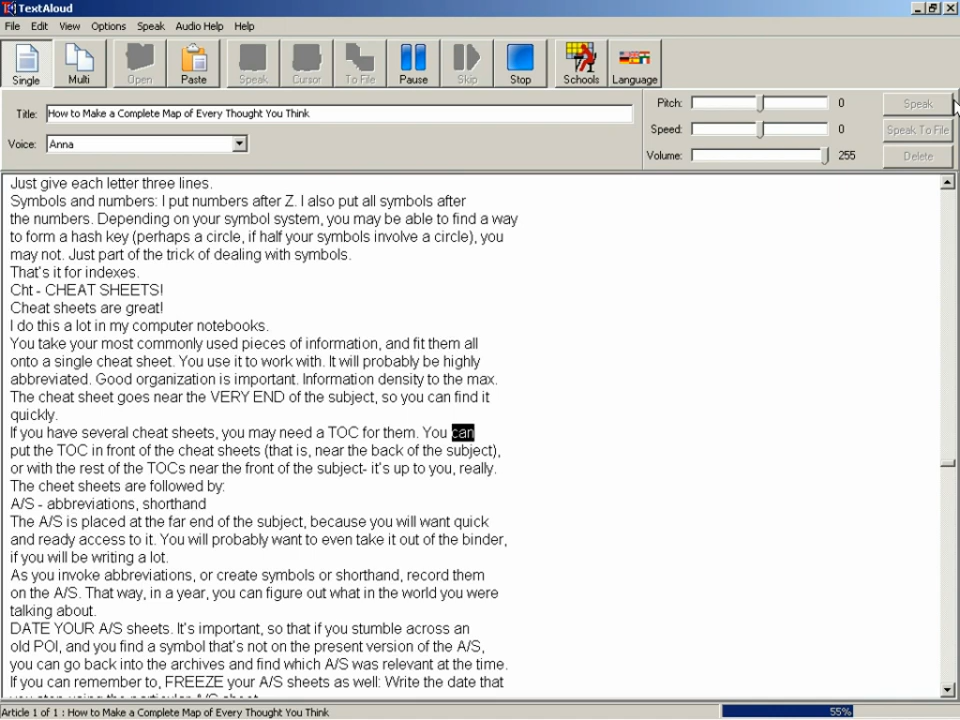 TextAloud
File Edit View Options Speak Audio Help Help
Single Multi Open Paste Speak Cursor To File Pause Skip Stop Schools Language
Title: How to Make a Complete Map of Every Thought You Think
Voice: Anna
Pitch: 0 Speak
Speed: 0 Speak To File
Volume: 255 Delete
Just give each letter three lines.
Symbols and numbers: I put numbers after Z. I also put all symbols after
the numbers. Depending on your symbol system, you may be able to find a way
to form a hash key (perhaps a circle, if half your symbols involve a circle), you
may not. Just part of the trick of dealing with symbols.
That's it for indexes.
Cht - CHEAT SHEETS!
Cheat sheets are great!
I do this a lot in my computer notebooks.
You take your most commonly used pieces of information, and fit them all
onto a single cheat sheet. You use it to work with. It will probably be highly
abbreviated. Good organization is important. Information density to the max.
The cheat sheet goes near the VERY END of the subject, so you can find it
quickly.
If you have several cheat sheets, you may need a TOC for them. You can
put the TOC in front of the cheat sheets (that is, near the back of the subject),
or with the rest of the TOCs near the front of the subject- it's up to you, really.
The cheet sheets are followed by:
A/S - abbreviations, shorthand
The A/S is placed at the far end of the subject, because you will want quick
and ready access to it. You will probably want to even take it out of the binder,
if you will be writing a lot.
As you invoke abbreviations, or create symbols or shorthand, record them
on the A/S. That way, in a year, you can figure out what in the world you were
talking about.
DATE YOUR A/S sheets. It's important, so that if you stumble across an
old POI, and you find a symbol that's not on the present version of the A/S,
you can go back into the archives and find which A/S was relevant at the time.
If you can remember to, FREEZE your A/S sheets as well: Write the date that
you stop using the particular A/S sheet.
Article 1 of 1 : How to Make a Complete Map of Every Thought You Think 55%